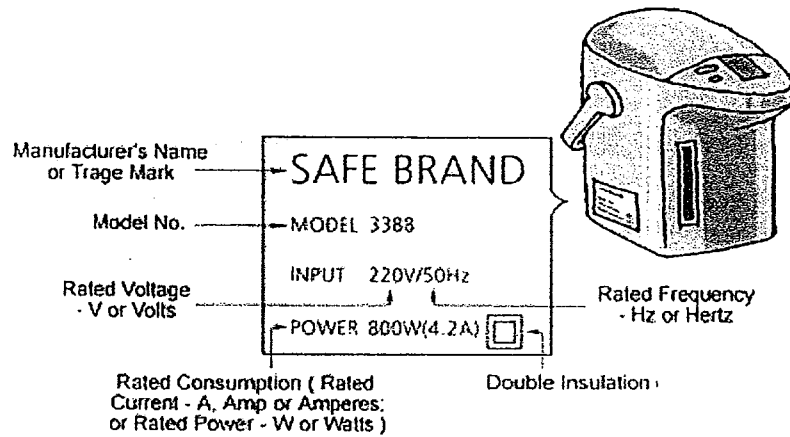 Manufacturer's Name
or Trage Mark
SAFE BRAND
Model No.
MODEL 3388
INPUT 220V/50Hz
Rated Voltage
- V or Volts
Rated Frequency
- Hz or Hertz
POWER 800W(4.2A)
Rated Consumption ( Rated
Current - A, Amp or Amperes;
or Rated Power - W or Watts )
Double Insulation